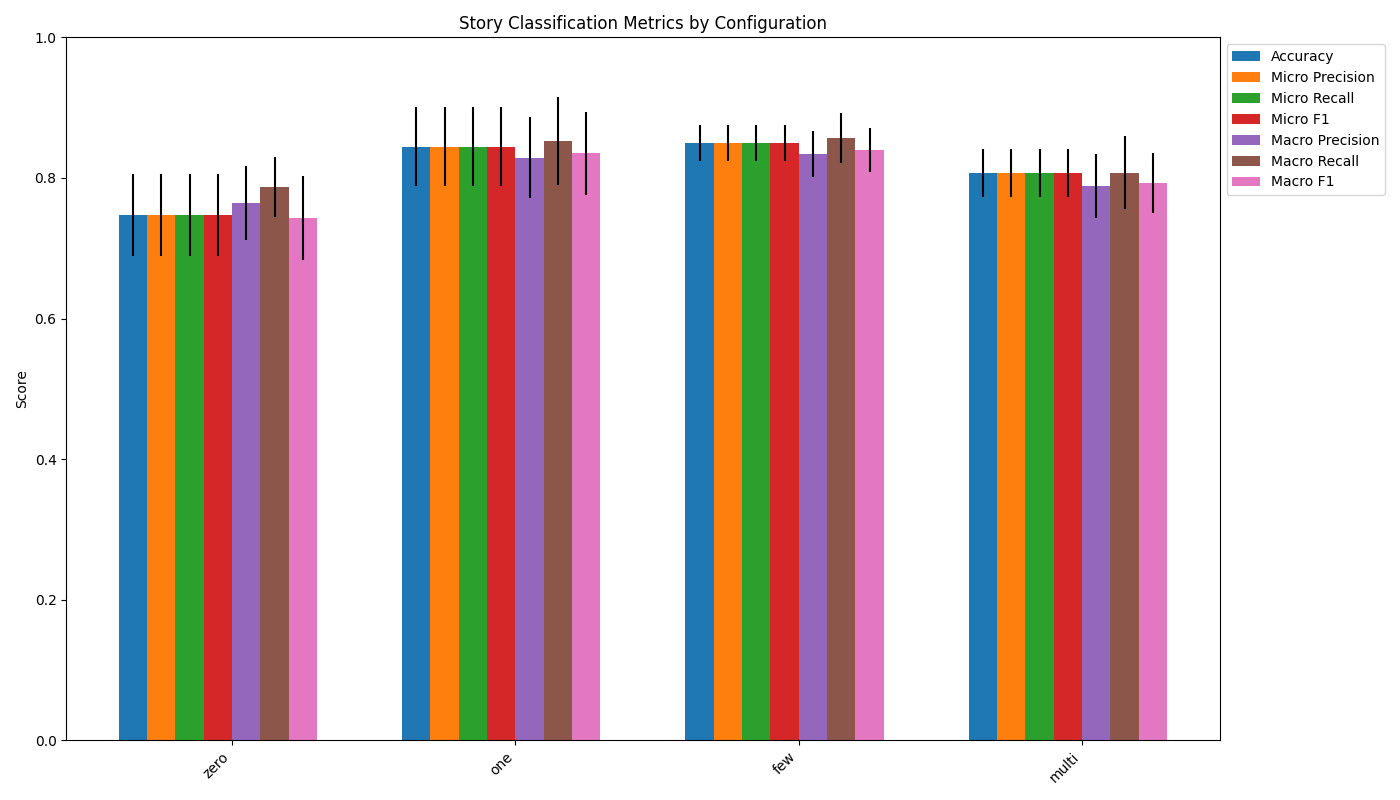 Story Classification Metrics by Configuration
1.0
0.8
0.6
0.4
0.2
0.0
Score
zero
one
few
multi
Accuracy
Micro Precision
Micro Recall
Micro F1
Macro Precision
Macro Recall
Macro F1